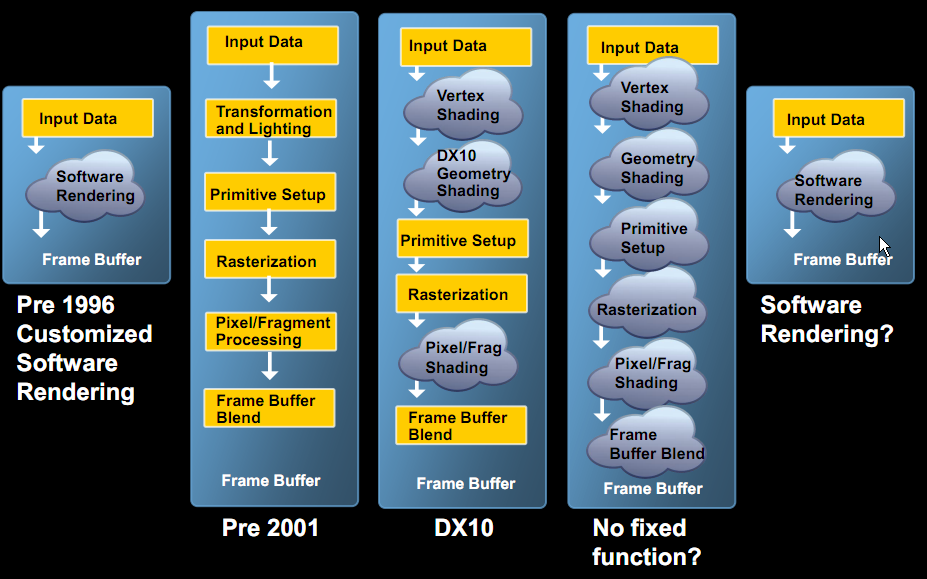 Input Data
Software
Rendering
Frame Buffer
Pre 1996
Customized
Software
Rendering
Input Data
Transformation
and Lighting
Primitive Setup
Rasterization
Pixel/Fragment
Processing
Frame Buffer
Blend
Frame Buffer
Pre 2001
Input Data
Vertex
Shading
DX10
Geometry
Shading
Primitive Setup
Rasterization
Pixel/Frag
Shading
Frame Buffer
Blend
Frame Buffer
DX10
Input Data
Vertex
Shading
Geometry
Shading
Primitive
Setup
Rasterization
Pixel/Frag
Shading
Frame
Buffer Blend
Frame Buffer
No fixed
function?
Input Data
Software
Rendering
Frame Buffer
Software
Rendering?